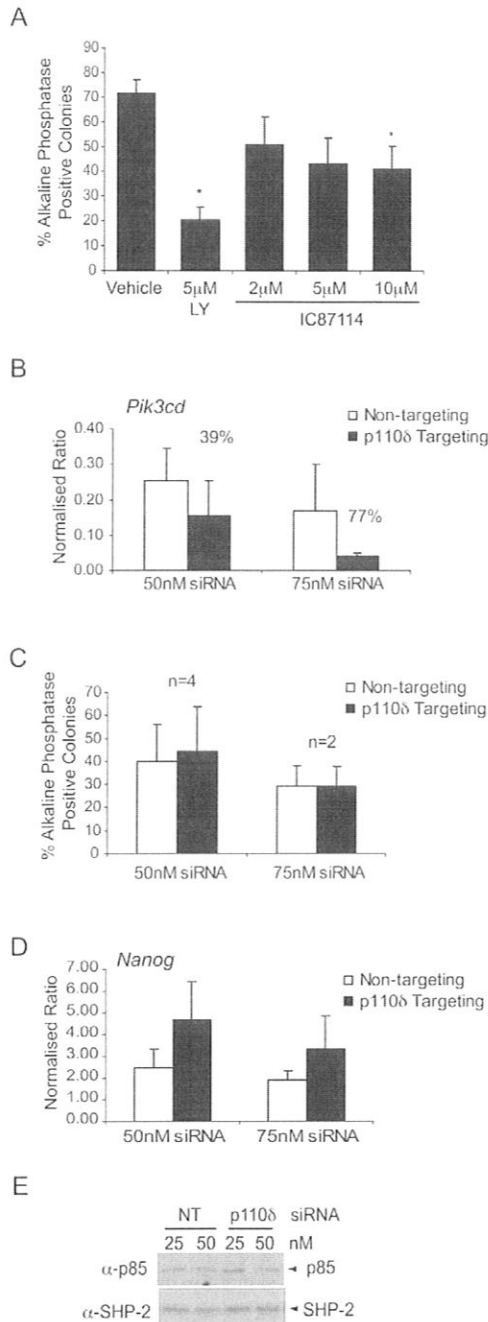 A
% Alkaline Phosphatase
Positive Colonies
80
70
60
50
40
30
20
10
0
*
*
Vehicle
5μM
LY
2μM
5μM
10μM
IC87114
B
Pik3cd
Non-targeting
p110δ Targeting
Normalised Ratio
0.40
0.30
0.20
0.10
0.00
39%
77%
50nM siRNA
75nM siRNA
C
% Alkaline Phosphatase
Positive Colonies
70
60
50
40
30
20
10
0
n=4
n=2
Non-targeting
p110δ Targeting
50nM siRNA
75nM siRNA
D
Nanog
Normalised Ratio
7.00
6.00
5.00
4.00
3.00
2.00
1.00
0.00
Non-targeting
p110δ Targeting
50nM siRNA
75nM siRNA
E
NT p110δ siRNA
25 50 25 50 nM
α-p85 p85
α-SHP-2 SHP-2